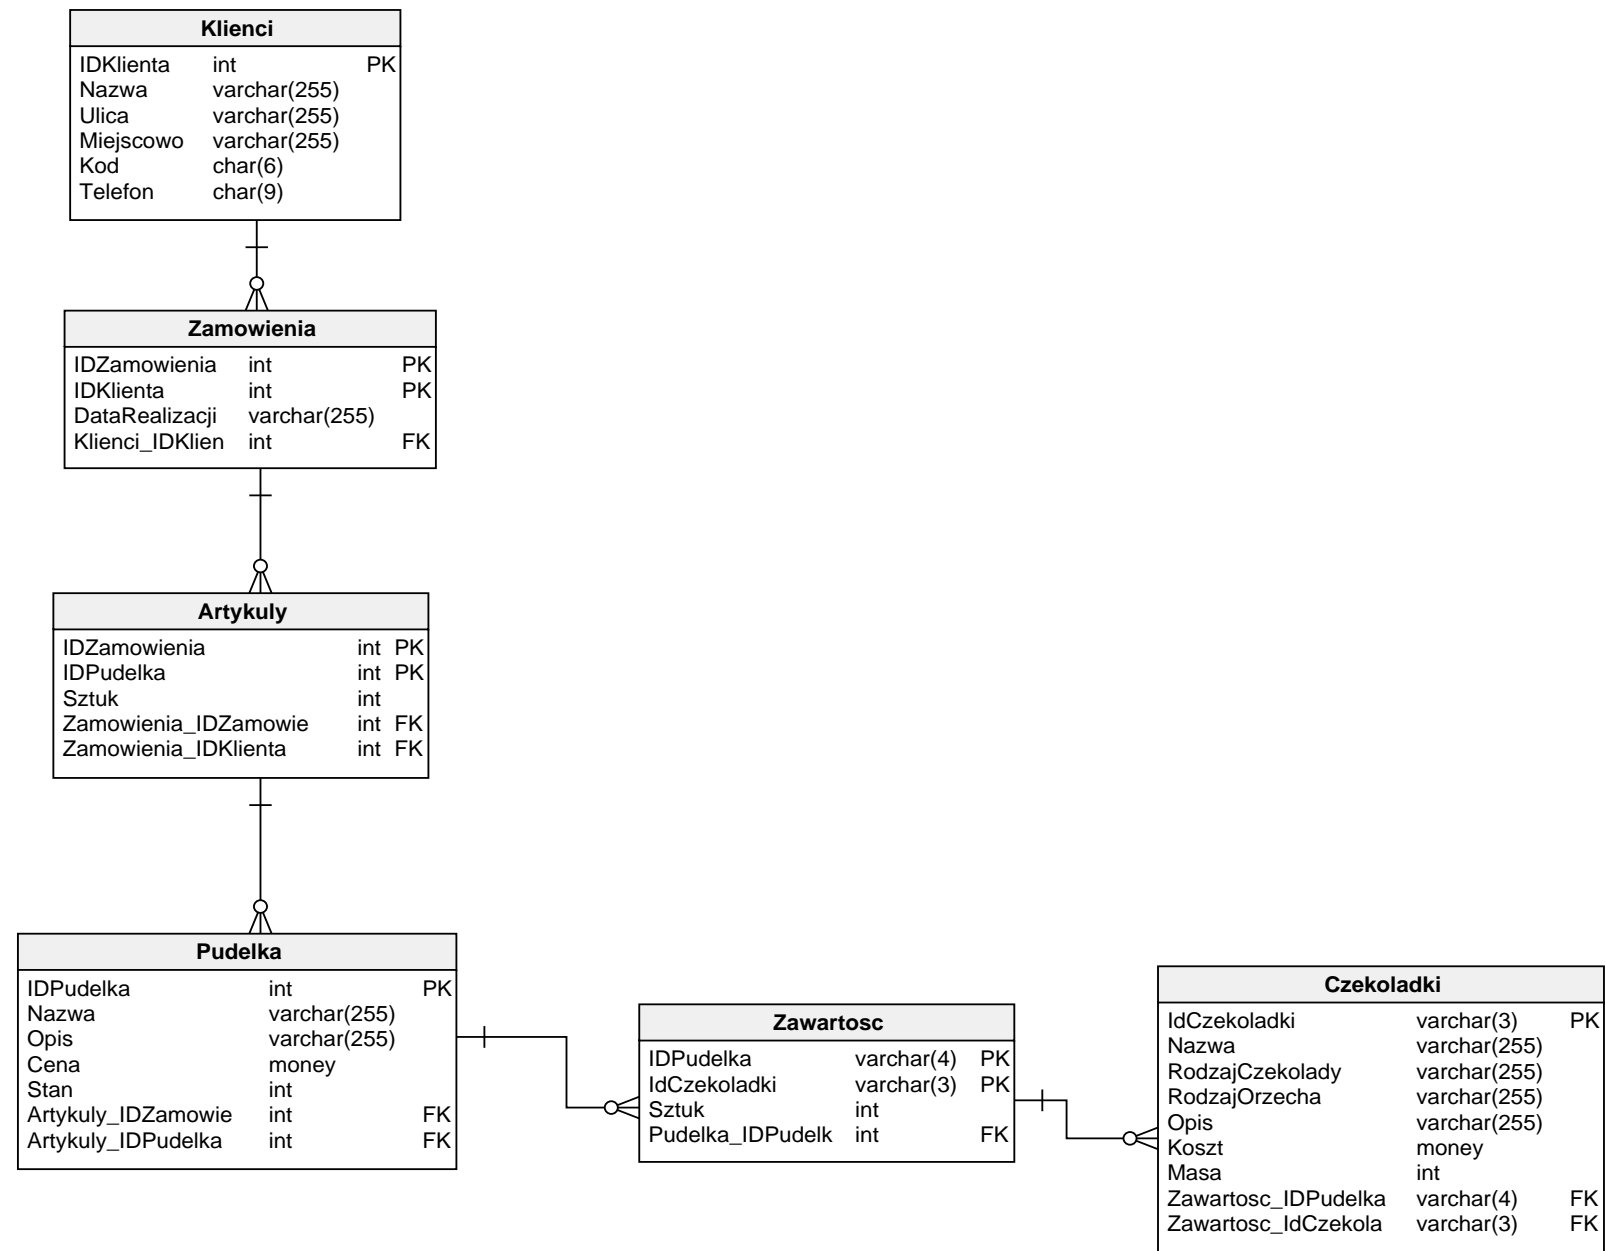 Klienci
IDKlienta int PK
Nazwa varchar(255)
Ulica varchar(255)
Miejscowo varchar(255)
Kod char(6)
Telefon char(9)
Zamowienia
IDZamowienia int PK
IDKlienta int PK
DataRealizacji varchar(255)
Klienci_IDKlien int FK
Artykuly
IDZamowienia int PK
IDPudelka int PK
Sztuk int
Zamowienia_IDZamowie int FK
Zamowienia_IDKlienta int FK
Pudelka
IDPudelka int PK
Nazwa varchar(255)
Opis varchar(255)
Cena money
Stan int
Artykuly_IDZamowie int FK
Artykuly_IDPudelka int FK
Zawartosc
IDPudelka varchar(4) PK
IdCzekoladki varchar(3) PK
Sztuk int
Pudelka_IDPudelk int FK
Czekoladki
IdCzekoladki varchar(3) PK
Nazwa varchar(255)
RodzajCzekolady varchar(255)
RodzajOrzecha varchar(255)
Opis varchar(255)
Koszt money
Masa int
Zawartosc_IDPudelka varchar(4) FK
Zawartosc_IdCzekola varchar(3) FK